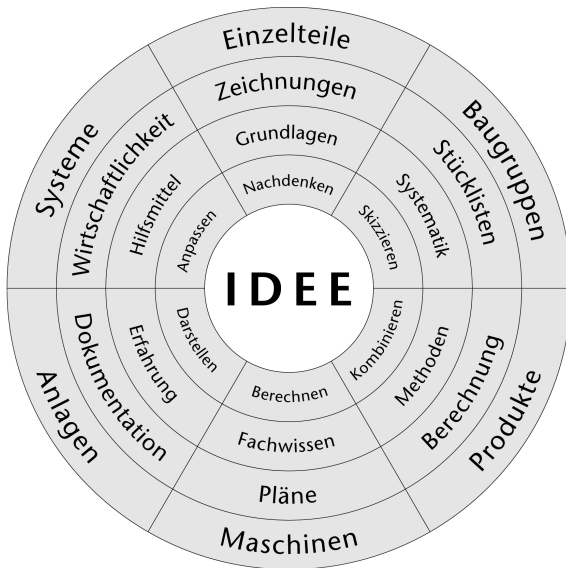 Einzelteile
Zeichnungen
Grundlagen
Nachdenken
Baugruppen
Stücklisten
Systematik
Skizzieren
Produkte
Berechnung
Methoden
Kombinieren
Maschinen
Pläne
Fachwissen
Berechnen
Anlagen
Dokumentation
Erfahrung
Darstellen
Systeme
Wirtschaftlichkeit
Hilfsmittel
Anpassen
IDEE